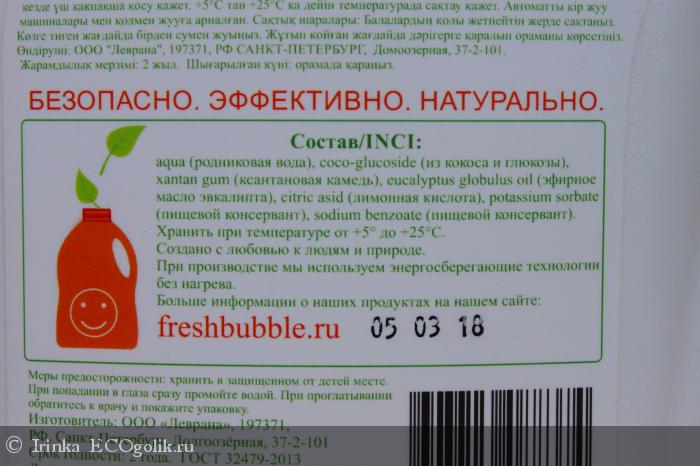 кезде үш қақпақша қосу қажет. +5°C тан +25°C қа дейін температурада сақтау қажет. Автоматты кір жуу
машиналары мен қолмен жууға арналған. Сақтық шаралары: Балалардың қолы жетпейтін жерде сақтаңыз.
Көзге тиген жағдайда бірден сумен жуыңыз. Жұтып қойған жағдайда дәрігерге қаралып ораманы көрсетіңіз.
Өндіруші: ООО "Леврана", 197371, РФ САНКТ-ПЕТЕРБУРГ, Домоозерная, 37-2-101.
Жарамдылық мерзімі: 2 жыл. Шығарылған күні: орамада қараңыз.
БЕЗОПАСНО. ЭФФЕКТИВНО. НАТУРАЛЬНО.
Состав/INCI:
aqua (родниковая вода), coco-glucoside (из кокоса и глюкозы),
xantan gum (ксантановая камедь), eucalyptus globulus oil (эфирное
масло эвкалипта), citric asid (лимонная кислота), potassium sorbate
(пищевой консервант), sodium benzoate (пищевой консервант).
Хранить при температуре от +5° до +25°С.
Создано с любовью к людям и природе.
При производстве мы используем энергосберегающие технологии
без нагрева.
Больше информации о наших продуктах на нашем сайте:
freshbubble.ru 05 03 18
Меры предосторожности: хранить в защищенном от детей месте.
При попадании в глаза сразу промойте водой. При проглатывании
обратитесь к врачу и покажите упаковку.
Изготовитель: ООО «Леврана», 197371,
РФ, Санкт-Петербург, Долгоозёрная, 37-2-101
Срок годности: 2 года. ГОСТ 32479-2013
© Irinka ECOgolik.ru